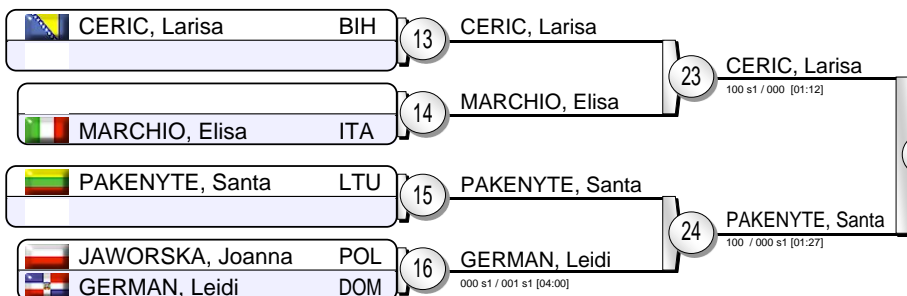 CERIC, Larisa BIH
13
CERIC, Larisa
23
CERIC, Larisa
100 s1 / 000 [01:12]
MARCHIO, Elisa ITA
14
MARCHIO, Elisa
PAKENYTE, Santa LTU
15
PAKENYTE, Santa
24
PAKENYTE, Santa
100 / 000 s1 [01:27]
JAWORSKA, Joanna POL
GERMAN, Leidi DOM
16
GERMAN, Leidi
000 s1 / 001 s1 [04:00]